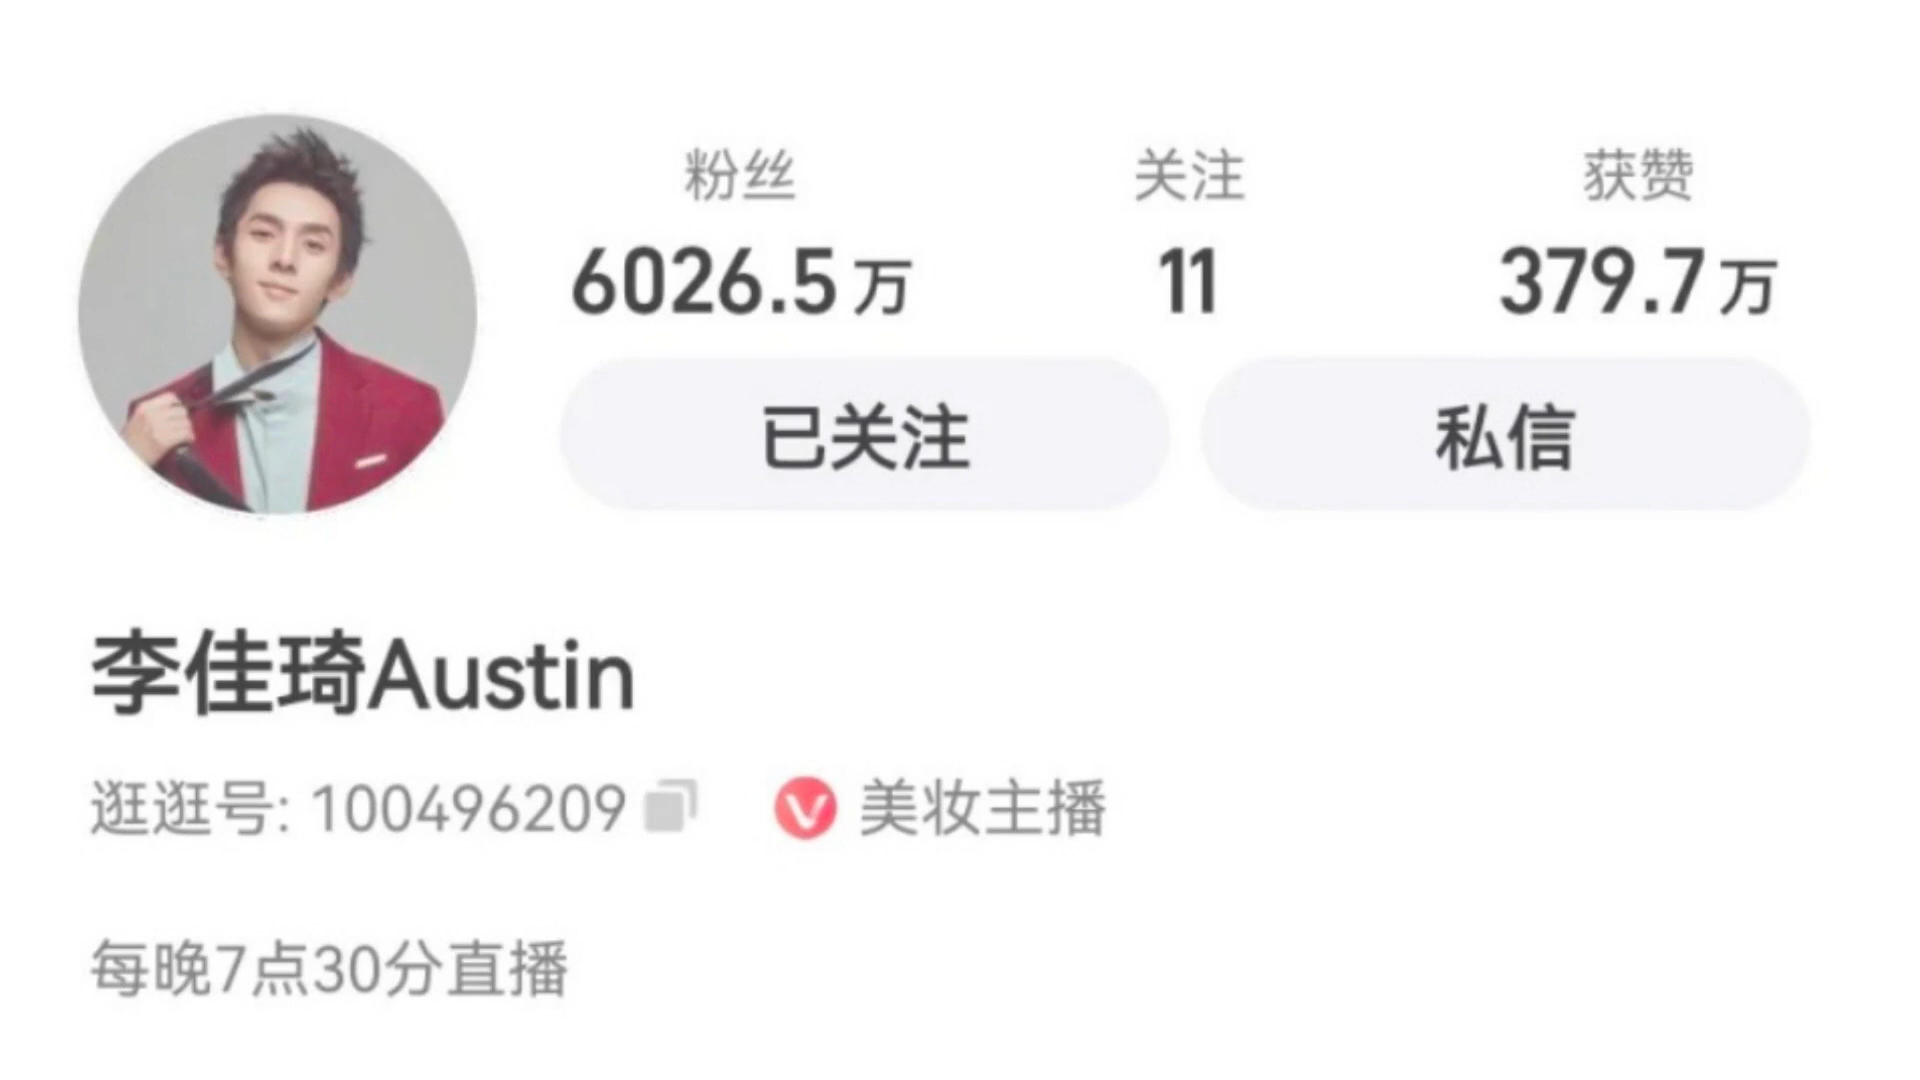 粉丝 关注 获赞
6026.5万 11 379.7万
已关注 私信
李佳琦Austin
逛逛号: 100496209 V 美妆主播
每晚7点30分直播